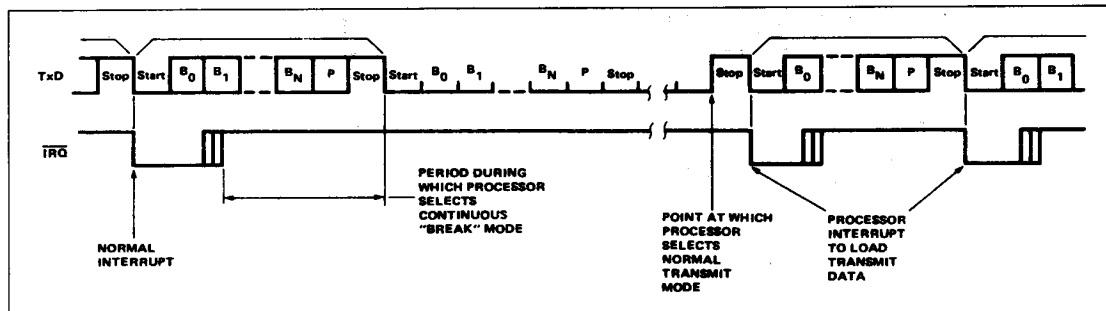 TxD Stop Start B0 B1 BN P Stop Start B0 B1 BN P Stop Stop Start B0 BN P Stop Start B0 B1
IRQ
NORMAL
INTERRUPT
PERIOD DURING
WHICH PROCESSOR
SELECTS
CONTINUOUS
"BREAK" MODE
POINT AT WHICH
PROCESSOR
SELECTS
NORMAL
TRANSMIT
MODE
PROCESSOR
INTERRUPT
TO LOAD
TRANSMIT
DATA